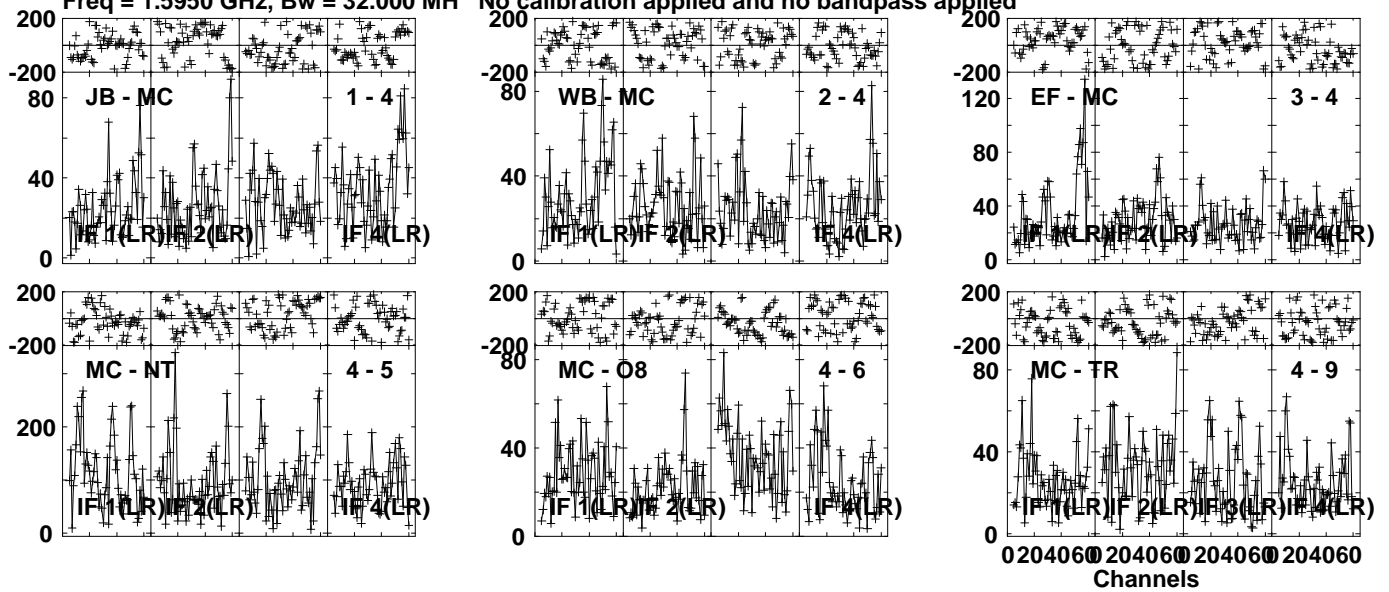 Freq = 1.5950 GHz, Bw = 32.000 MH No calibration applied and no bandpass applied
200
-200
80
40
0
JB - MC 1 - 4
IF 1(LR) IF 2(LR) IF 4(LR)
200
-200
80
40
0
WB - MC 2 - 4
IF 1(LR) IF 2(LR) IF 4(LR)
200
-200
120
80
40
0
EF - MC 3 - 4
IF 1(LR) IF 2(LR) IF 4(LR)
200
-200
200
0
MC - NT 4 - 5
IF 1(LR) IF 2(LR) IF 4(LR)
200
-200
80
40
0
MC - O8 4 - 6
IF 1(LR) IF 2(LR) IF 4(LR)
200
-200
80
40
0
MC - TR 4 - 9
IF 1(LR) IF 2(LR) IF 3(LR) IF 4(LR)
0 20 40 60 0 20 40 60 0 20 40 60 0 20 40 60
Channels